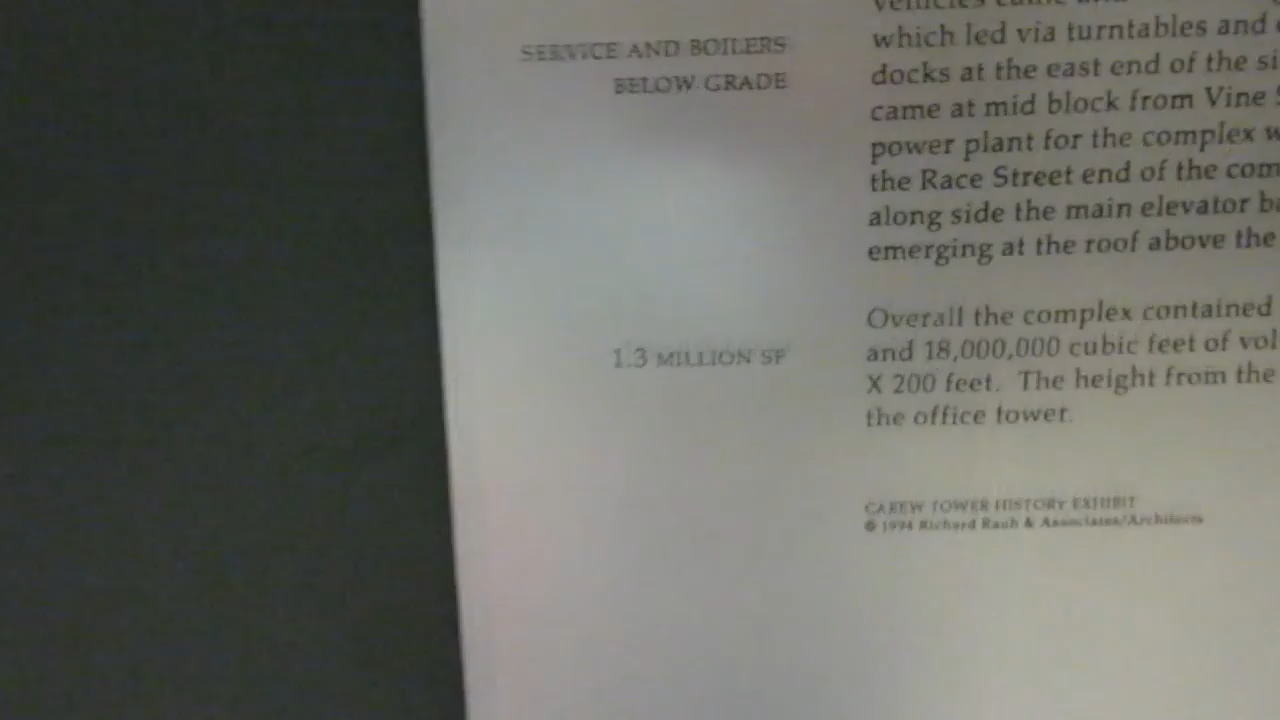 SERVICE AND BOILERS
BELOW GRADE
which led via turntables and
docks at the east end of the si
came at mid block from Vine S
power plant for the complex w
the Race Street end of the com
along side the main elevator ba
emerging at the roof above the
1.3 MILLION SF
Overall the complex contained
and 18,000,000 cubic feet of vol
X 200 feet. The height from the
the office tower.
CAREW TOWER HISTORY EXHIBIT
© 1994 Richard Rauh & Associates/Architects